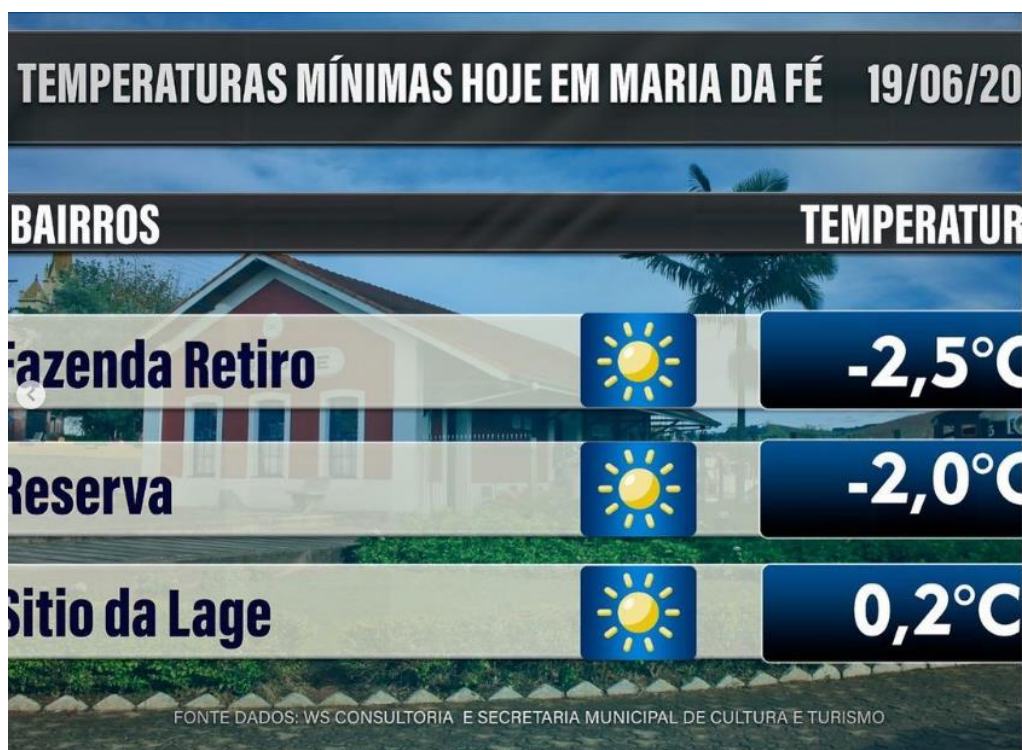 TEMPERATURAS MÍNIMAS HOJE EM MARIA DA FÉ 19/06/20
BAIRROS TEMPERATUR
Fazenda Retiro -2,5°C
Reserva -2,0°C
Sitio da Lage 0,2°C
FONTE DADOS: WS CONSULTORIA E SECRETARIA MUNICIPAL DE CULTURA E TURISMO